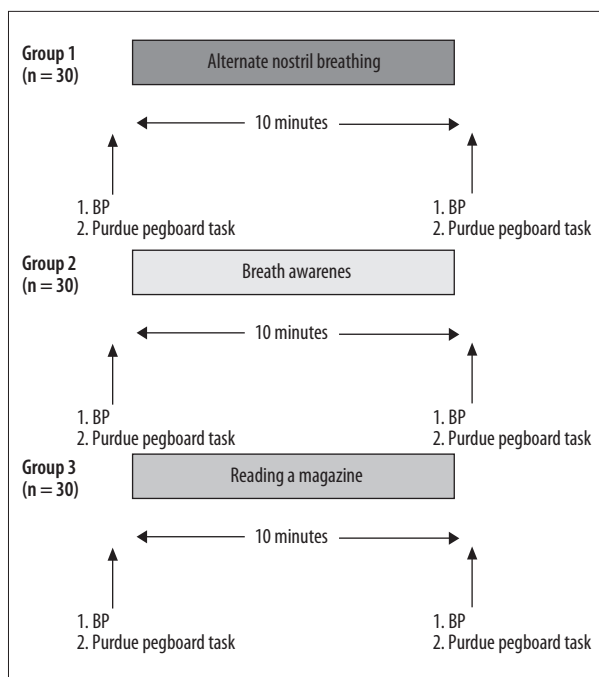 Group 1
(n = 30)
Alternate nostril breathing
10 minutes
1. BP
2. Purdue pegboard task
1. BP
2. Purdue pegboard task
Group 2
(n = 30)
Breath awarenes
10 minutes
1. BP
2. Purdue pegboard task
1. BP
2. Purdue pegboard task
Group 3
(n = 30)
Reading a magazine
10 minutes
1. BP
2. Purdue pegboard task
1. BP
2. Purdue pegboard task